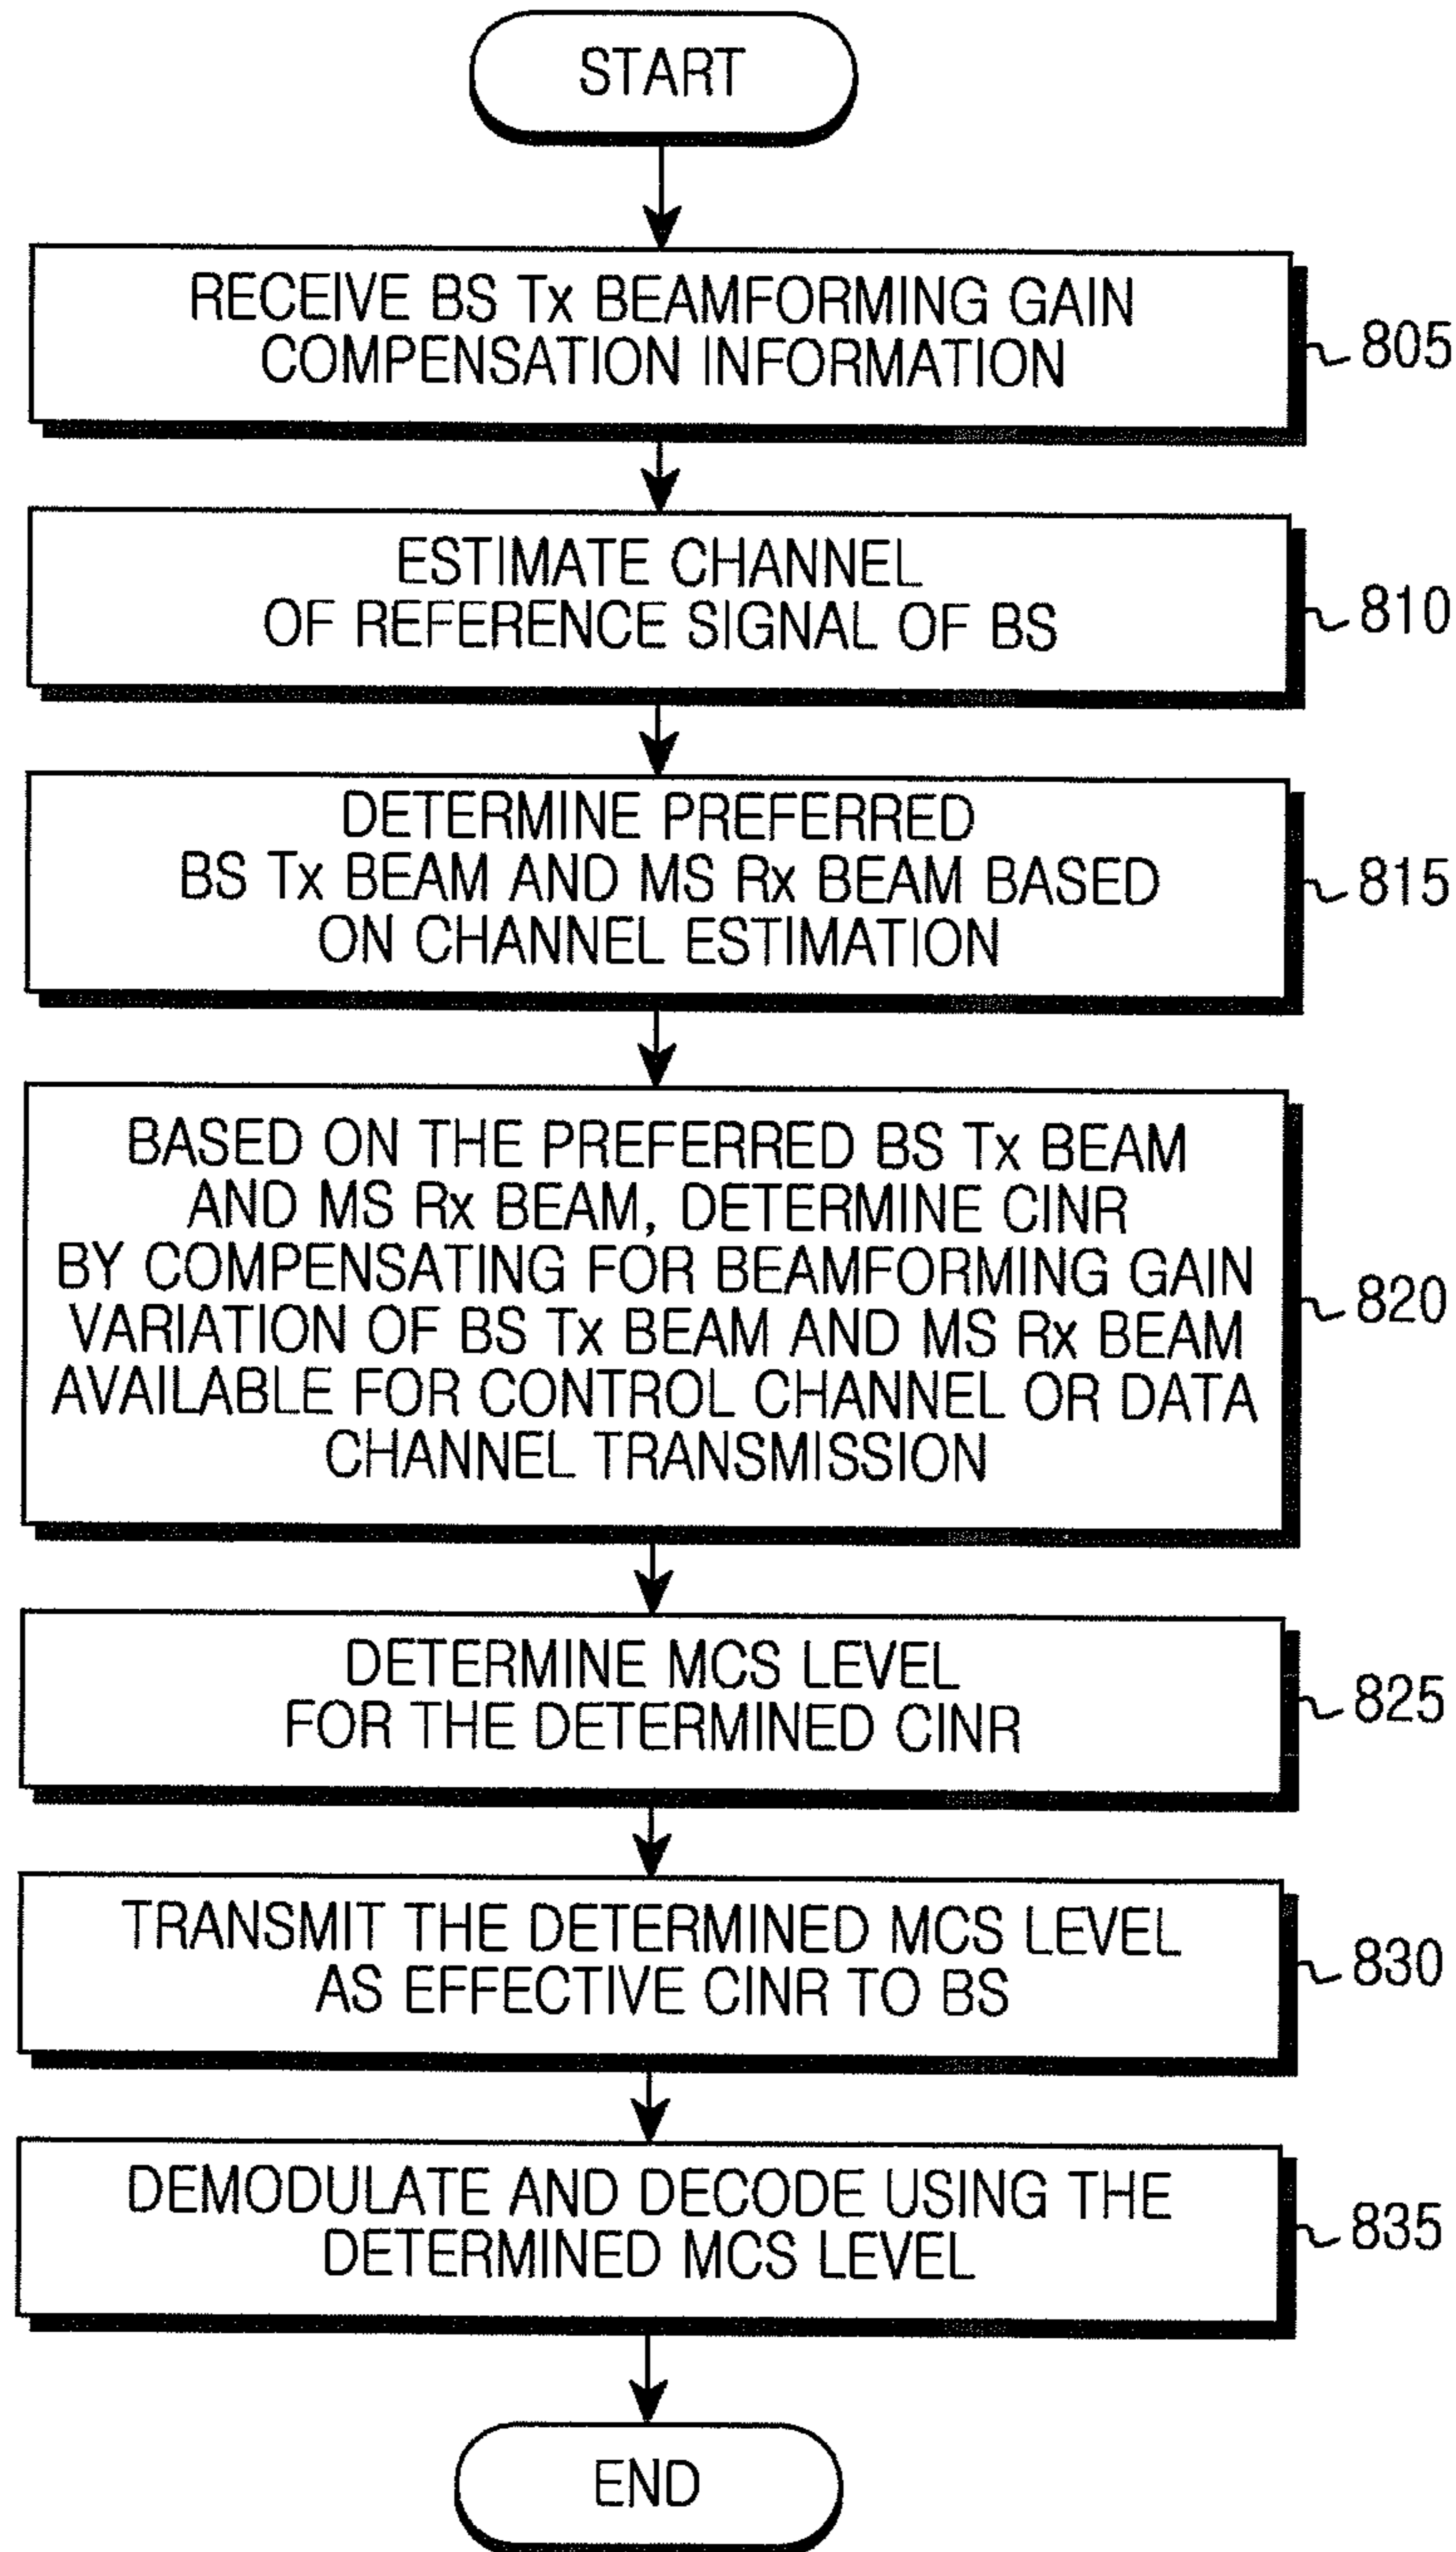 START
RECEIVE BS Tx BEAMFORMING GAIN
COMPENSATION INFORMATION
805
ESTIMATE CHANNEL
OF REFERENCE SIGNAL OF BS
810
DETERMINE PREFERRED
BS Tx BEAM AND MS Rx BEAM BASED
ON CHANNEL ESTIMATION
815
BASED ON THE PREFERRED BS Tx BEAM
AND MS Rx BEAM, DETERMINE CINR
BY COMPENSATING FOR BEAMFORMING GAIN
VARIATION OF BS Tx BEAM AND MS Rx BEAM
AVAILABLE FOR CONTROL CHANNEL OR DATA
CHANNEL TRANSMISSION
820
DETERMINE MCS LEVEL
FOR THE DETERMINED CINR
825
TRANSMIT THE DETERMINED MCS LEVEL
AS EFFECTIVE CINR TO BS
830
DEMODULATE AND DECODE USING THE
DETERMINED MCS LEVEL
835
END